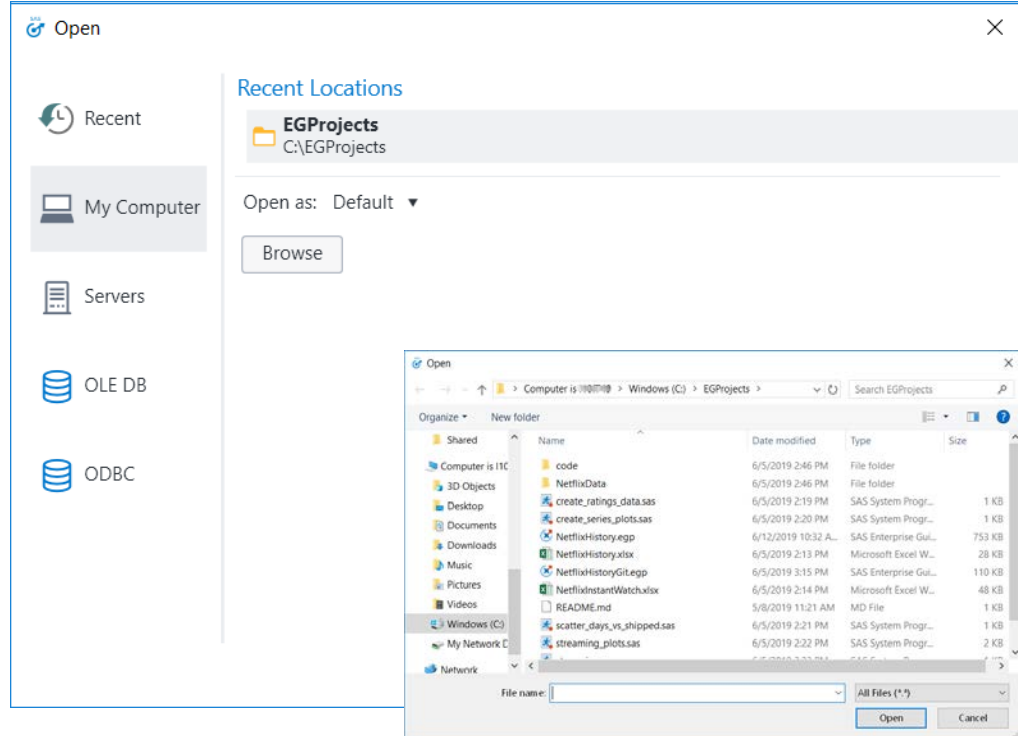 SAS
Open
Recent
My Computer
Servers
OLE DB
ODBC
Recent Locations
EGProjects
C:\EGProjects
Open as: Default
Browse
Open
Computer is > Windows (C:) > EGProjects >
Search EGProjects
Organize
New folder
Shared
Computer is I10
3D Objects
Desktop
Documents
Downloads
Music
Pictures
Videos
Windows (C:)
My Network D
Network
Name Date modified Type Size
code 6/5/2019 2:46 PM File folder
NetflixData 6/5/2019 2:46 PM File folder
create_ratings_data.sas 6/5/2019 2:19 PM SAS System Progr... 1 KB
create_series_plots.sas 6/5/2019 2:20 PM SAS System Progr... 1 KB
NetflixHistory.egp 6/12/2019 10:32 A... SAS Enterprise Gui... 753 KB
NetflixHistory.xlsx 6/5/2019 2:13 PM Microsoft Excel W... 28 KB
NetflixHistoryGit.egp 6/5/2019 3:15 PM SAS Enterprise Gui... 110 KB
NetflixInstantWatch.xlsx 6/5/2019 2:14 PM Microsoft Excel W... 48 KB
README.md 5/8/2019 11:21 AM MD File 1 KB
scatter_days_vs_shipped.sas 6/5/2019 2:21 PM SAS System Progr... 1 KB
streaming_plots.sas 6/5/2019 2:22 PM SAS System Progr... 2 KB
File name:
All Files (*.*)
Open
Cancel